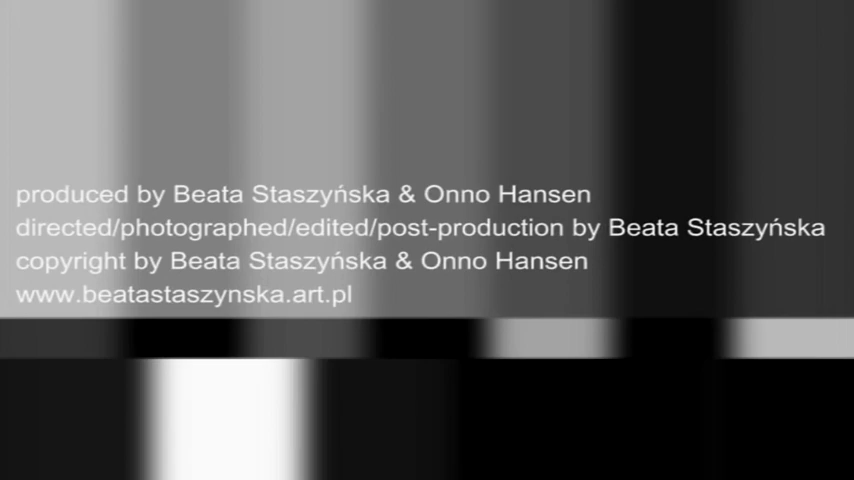 produced by Beata Staszyńska & Onno Hansen
directed/photographed/edited/post-production by Beata Staszyńska
copyright by Beata Staszyńska & Onno Hansen
www.beatastaszynska.art.pl